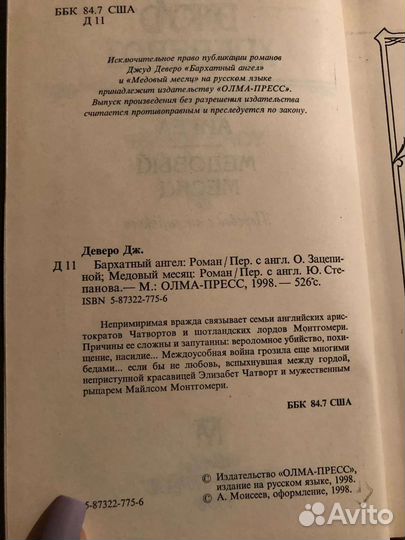 ББК 84.7 США
Д 11
Исключительное право публикации романов
Джуд Деверо «Бархатный ангел»
и «Медовый месяц» на русском языке
принадлежит издательству «ОЛМА-ПРЕСС».
Выпуск произведения без разрешения издательства
считается противоправным и преследуется по закону.
МЕДОВЫЙ
МЕСЯЦ
Деверо Дж.
Д 11 Бархатный ангел: Роман/Пер. с англ. О. Зацепи-
ной; Медовый месяц: Роман/Пер. с англ. Ю. Сте-
панова.— М.: ОЛМА-ПРЕСС, 1998. — 526 с.
ISBN 5-87322-775-6
Непримиримая вражда связывает семьи английских арис-
тократов Чатвортов и шотландских лордов Монтгомери.
Причины ее сложны и запутанны: вероломное убийство, похи-
щение, насилие... Междоусобная война грозила еще многими
бедами... если бы не любовь, вспыхнувшая между гордой,
неприступной красавицей Элизабет Чатворт и мужественным
рыцарем Майлсом Монтгомери.
ББК 84.7 США
© Издательство «ОЛМА-ПРЕСС»,
издание на русском языке, 1998.
© А. Моисеев, оформление, 1998.
5-87322-775-6
Avito